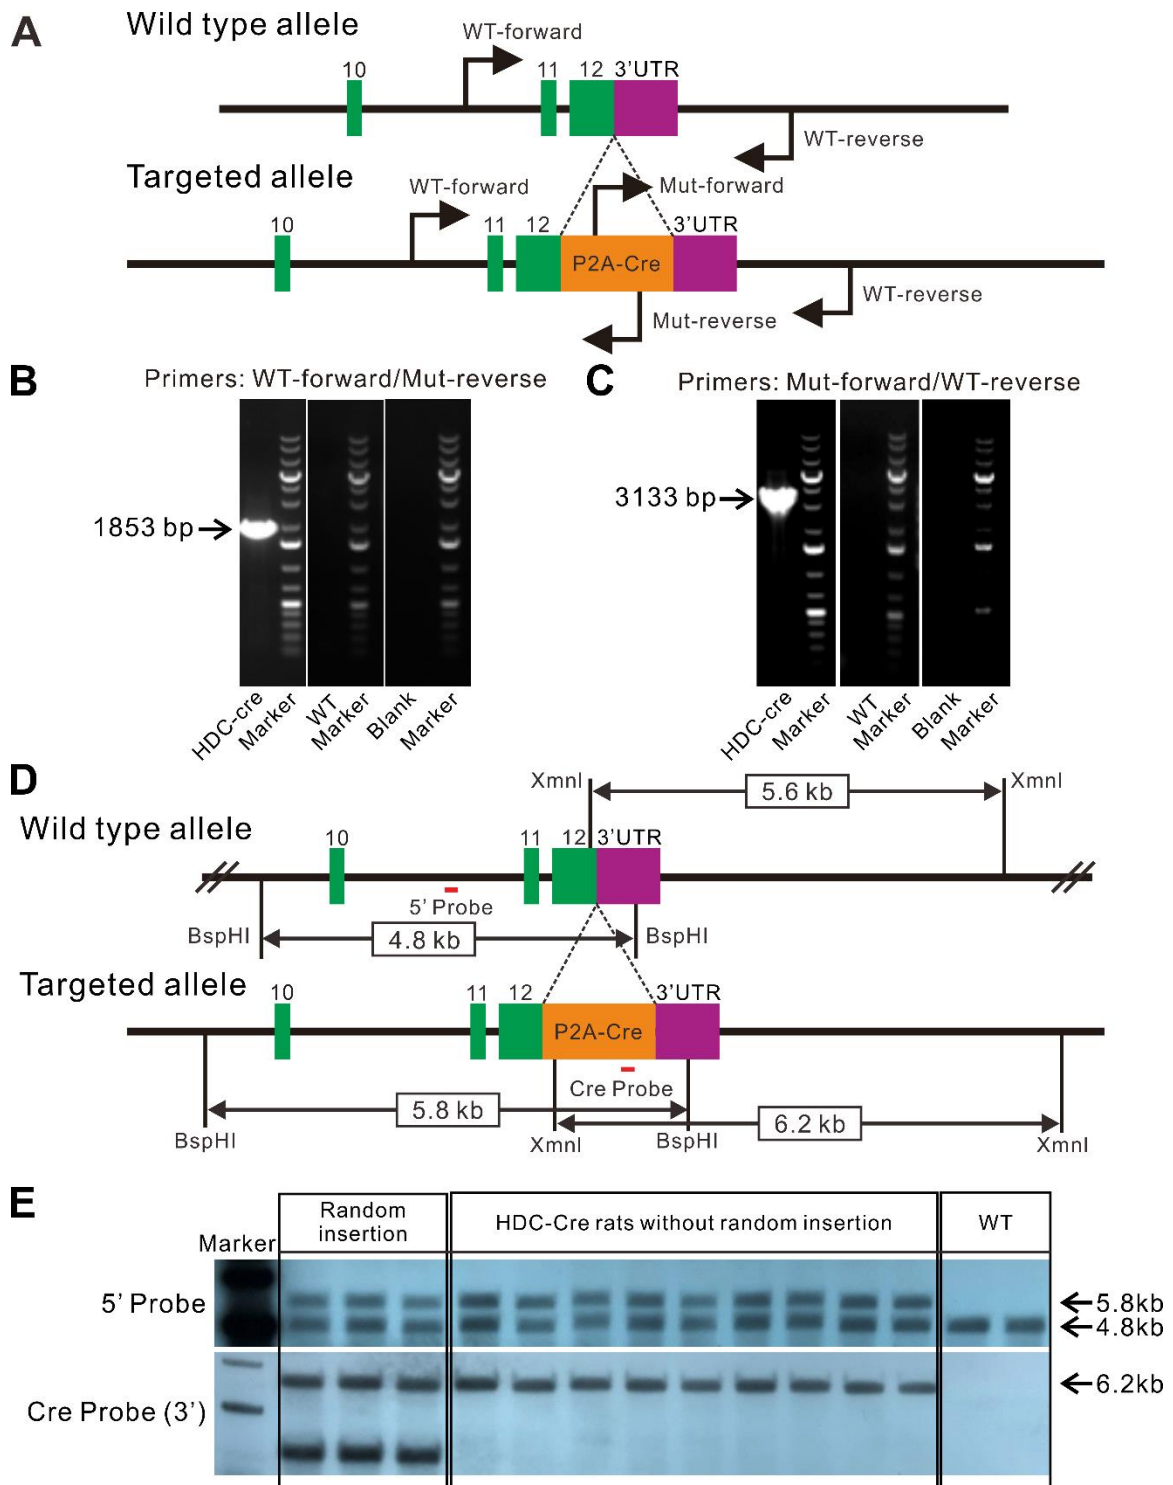 A
Wild type allele
WT-forward
10
11
12
3'UTR
WT-reverse
Targeted allele
WT-forward
Mut-forward
10
11
12
3'UTR
P2A-Cre
WT-reverse
Mut-reverse
B
Primers: WT-forward/Mut-reverse
1853 bp
HDC-cre
Marker
WT
Marker
Blank
Marker
C
Primers: Mut-forward/WT-reverse
3133 bp
HDC-cre
Marker
WT
Marker
Blank
Marker
D
XmnI
5.6 kb
XmnI
Wild type allele
10
11
12
3'UTR
5' Probe
BspHI
4.8 kb
BspHI
Targeted allele
10
11
12
3'UTR
P2A-Cre
Cre Probe
5.8 kb
6.2 kb
BspHI
XmnI
BspHI
XmnI
E
Marker
Random
insertion
HDC-Cre rats without random insertion
WT
5' Probe
5.8kb
4.8kb
Cre Probe (3')
6.2kb